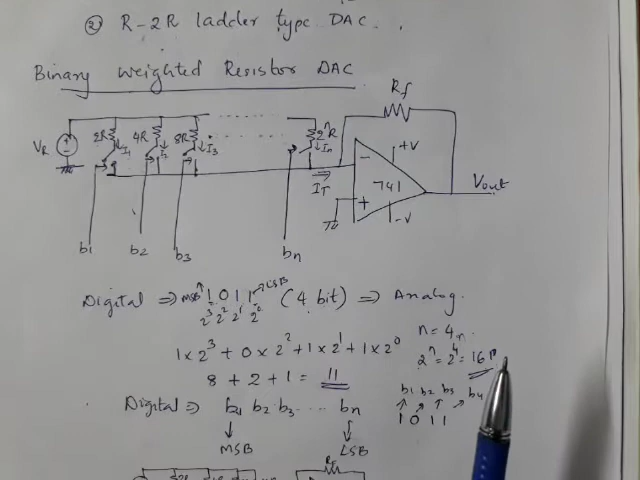 ② R-2R ladder type DAC.
Binary weighted Resistor DAC
Rf
2R 4R 8R 2ⁿR
VR I1 I2 I3 In
+V
- 741
IT Vout
+
-V
b1 b2 b3 bn
Digital ⇒ MSB 1 0 1 1 → LSB (4 bit) ⇒ Analog.
2³ 2² 2¹ 2⁰
n = 4
1×2³ + 0×2² + 1×2¹ + 1×2⁰
2ⁿ = 2⁴ = 16
8 + 2 + 1 = 11
b1 b2 b3 b4
1 0 1 1
Digital ⇒ b1 b2 b3 ... bn
MSB LSB
Rf